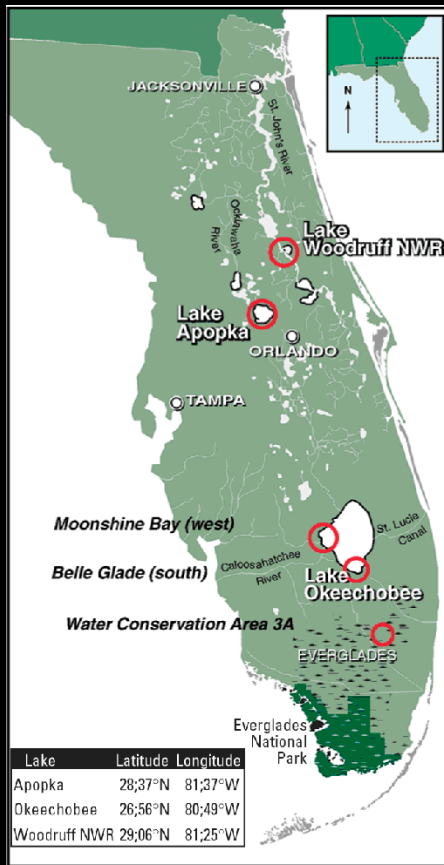 JACKSONVILLE
N
St. John's River
Ocklawaha
River
Lake
Woodruff NWR
Lake
Apopka
ORLANDO
TAMPA
Moonshine Bay (west)
St. Lucie
Canal
Caloosahatchee
River
Belle Glade (south)
Lake
Okeechobee
Water Conservation Area 3A
EVERGLADES
Everglades
National
Park
Lake Latitude Longitude
Apopka 28;37°N 81;37°W
Okeechobee 26;56°N 80;49°W
Woodruff NWR 29;06°N 81;25°W